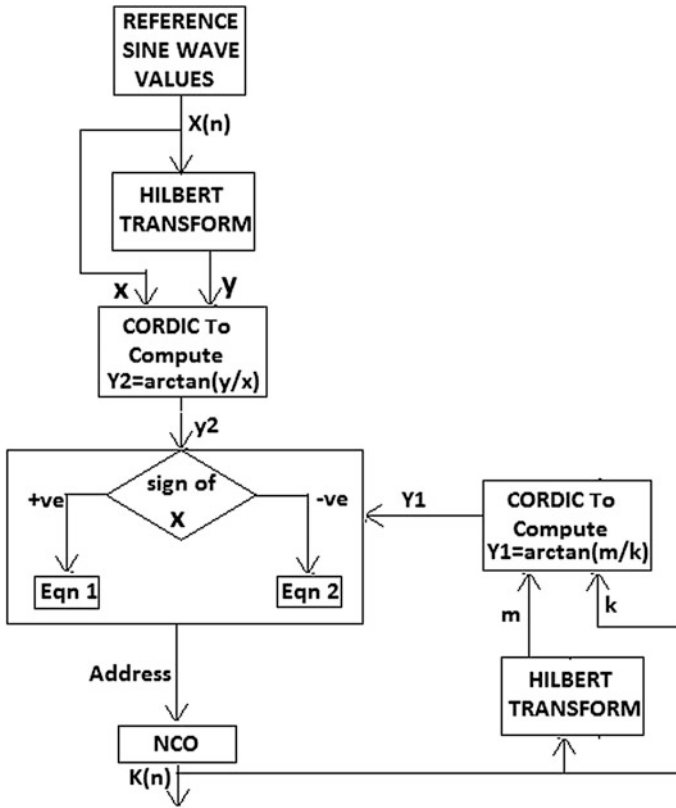 REFERENCE
SINE WAVE
VALUES
X(n)
HILBERT
TRANSFORM
x
y
CORDIC To
Compute
Y2=arctan(y/x)
y2
sign of
X
+ve
-ve
Eqn 1
Eqn 2
Y1
CORDIC To
Compute
Y1=arctan(m/k)
m
k
HILBERT
TRANSFORM
Address
NCO
K(n)